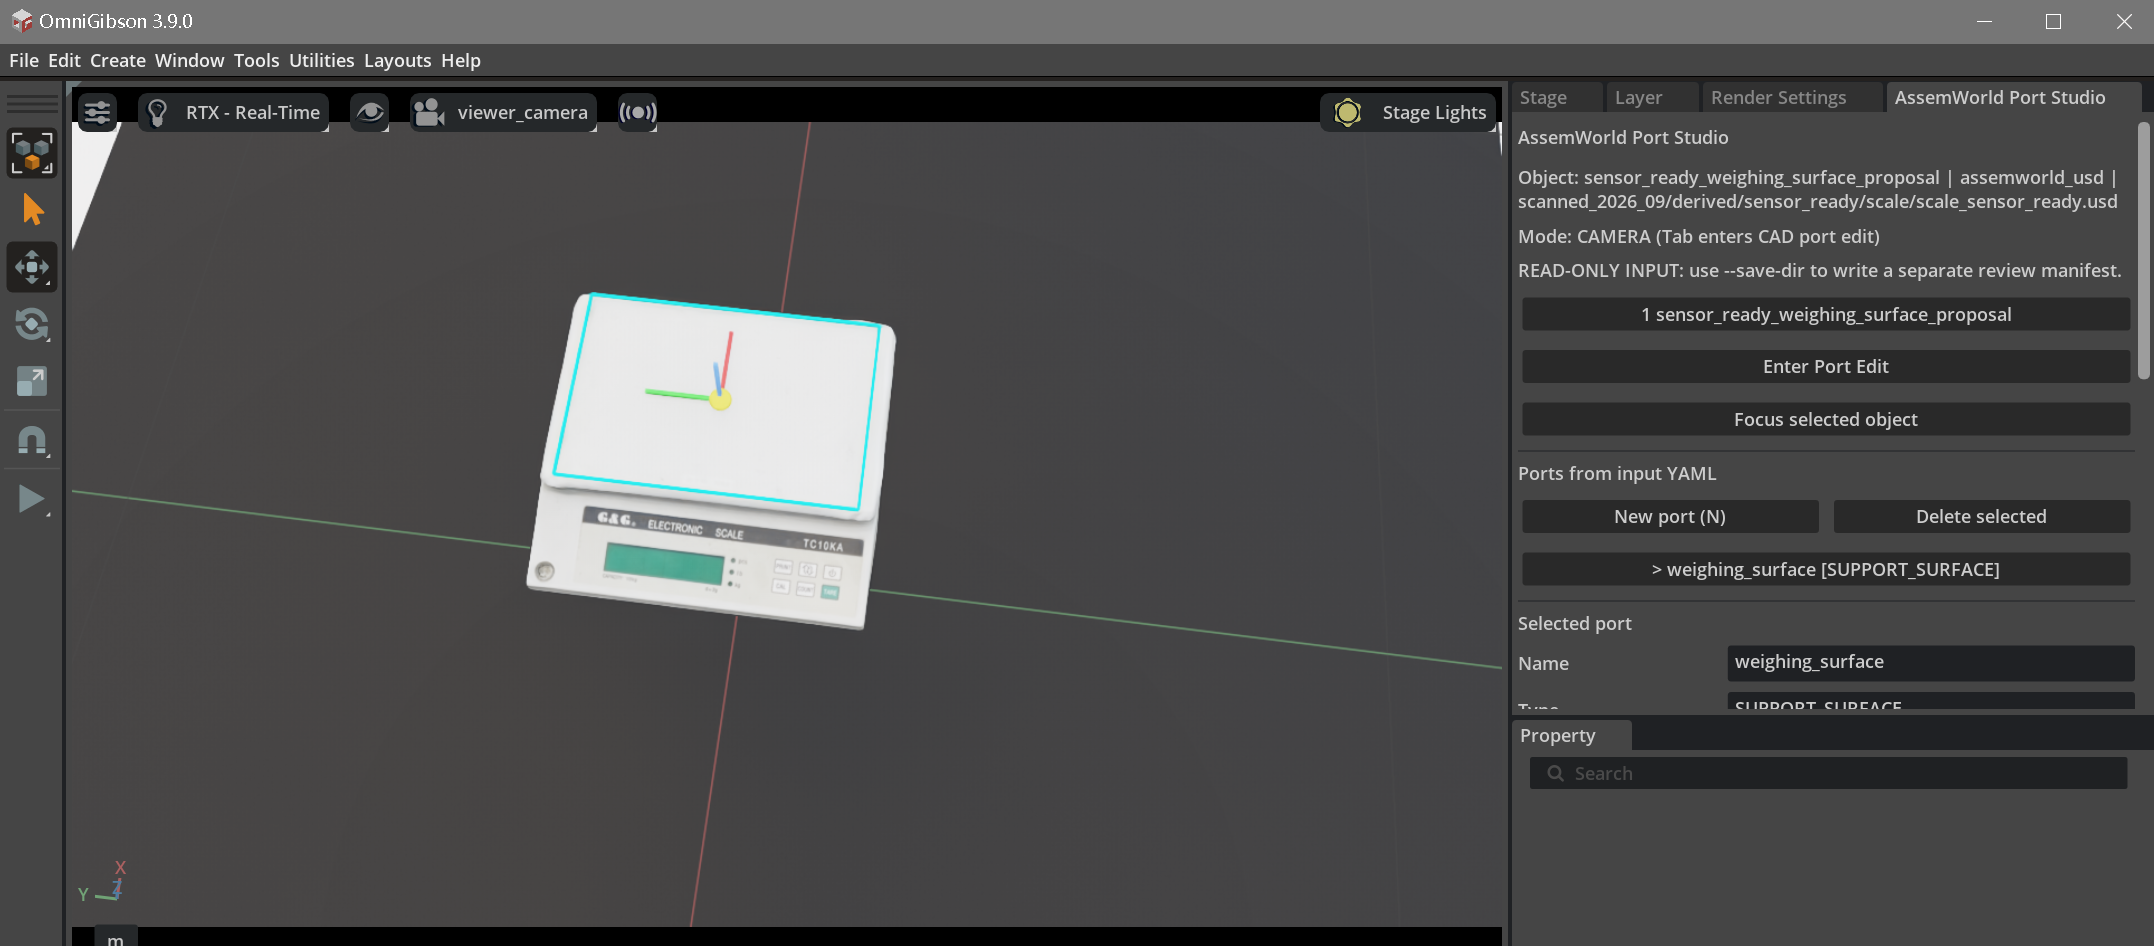 OmniGibson 3.9.0
File Edit Create Window Tools Utilities Layouts Help
RTX - Real-Time
viewer_camera
Stage Lights
Stage
Layer
Render Settings
AssemWorld Port Studio
AssemWorld Port Studio
Object: sensor_ready_weighing_surface_proposal | assemworld_usd |
scanned_2026_09/derived/sensor_ready/scale/scale_sensor_ready.usd
Mode: CAMERA (Tab enters CAD port edit)
READ-ONLY INPUT: use --save-dir to write a separate review manifest.
1 sensor_ready_weighing_surface_proposal
Enter Port Edit
Focus selected object
Ports from input YAML
New port (N)
Delete selected
> weighing_surface [SUPPORT_SURFACE]
Selected port
Name
weighing_surface
Type
SUPPORT_SURFACE
Property
Search
G&G. ELECTRONIC SCALE
TC10KA
X
Z
Y
m